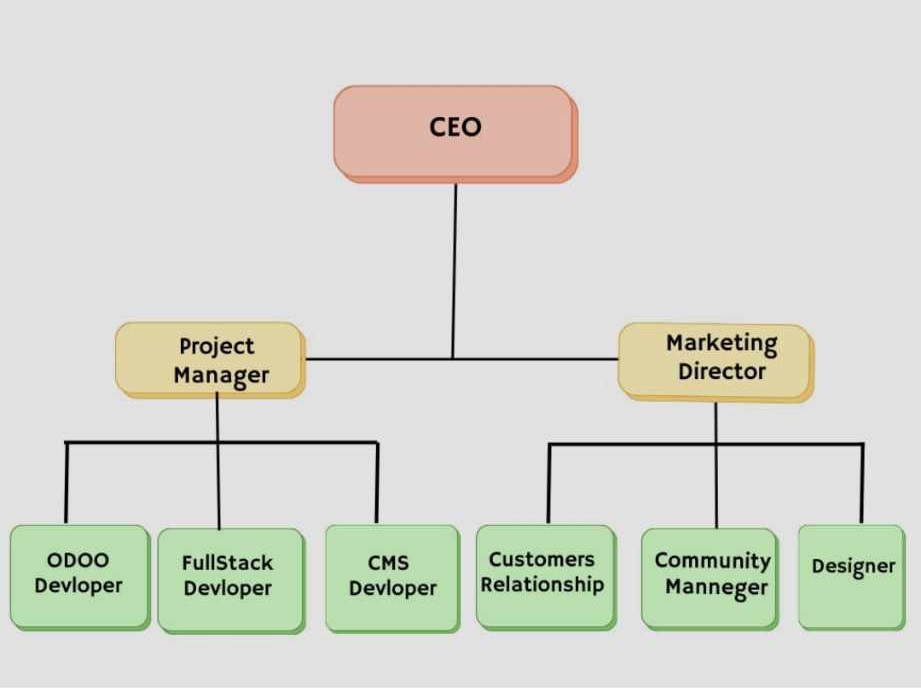 CEO
Project
Manager
Marketing
Director
ODOO
Devloper
FullStack
Devloper
CMS
Devloper
Customers
Relationship
Community
Manneger
Designer